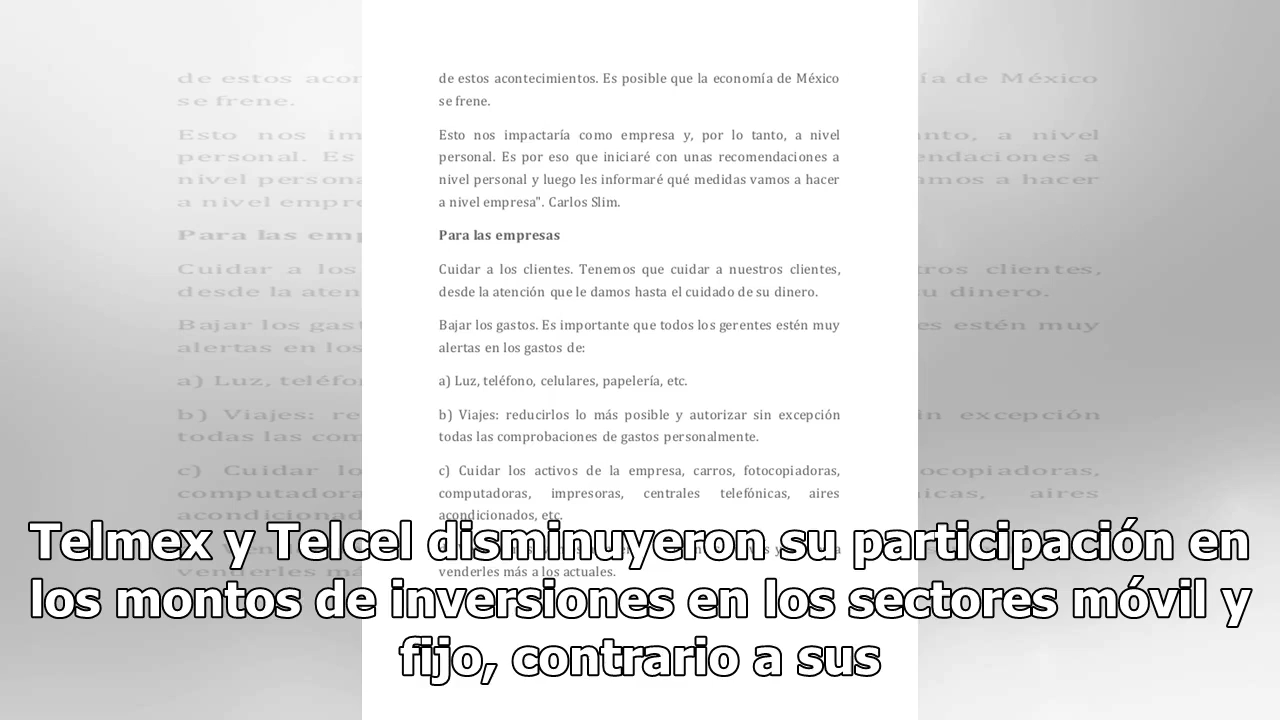 de estos acontecimientos. Es posible que la economía de México
se frene.
Esto nos impactaría como empresa y, por lo tanto, a nivel
personal. Es por eso que iniciaré con unas recomendaciones a
nivel personal y luego les informaré qué medidas vamos a hacer
a nivel empresa". Carlos Slim.
Para las empresas
Cuidar a los clientes. Tenemos que cuidar a nuestros clientes,
desde la atención que le damos hasta el cuidado de su dinero.
Bajar los gastos. Es importante que todos los gerentes estén muy
alertas en los gastos de:
a) Luz, teléfono, celulares, papelería, etc.
b) Viajes: reducirlos lo más posible y autorizar sin excepción
todas las comprobaciones de gastos personalmente.
c) Cuidar los activos de la empresa, carros, fotocopiadoras,
computadoras, impresoras, centrales telefónicas, aires
acondicionados, etc.
venderles más a los actuales.
Telmex y Telcel disminuyeron su participación en
los montos de inversiones en los sectores móvil y
fijo, contrario a sus